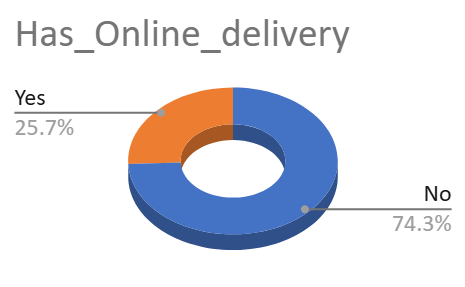 Has_Online_delivery
Yes
25.7%
No
74.3%